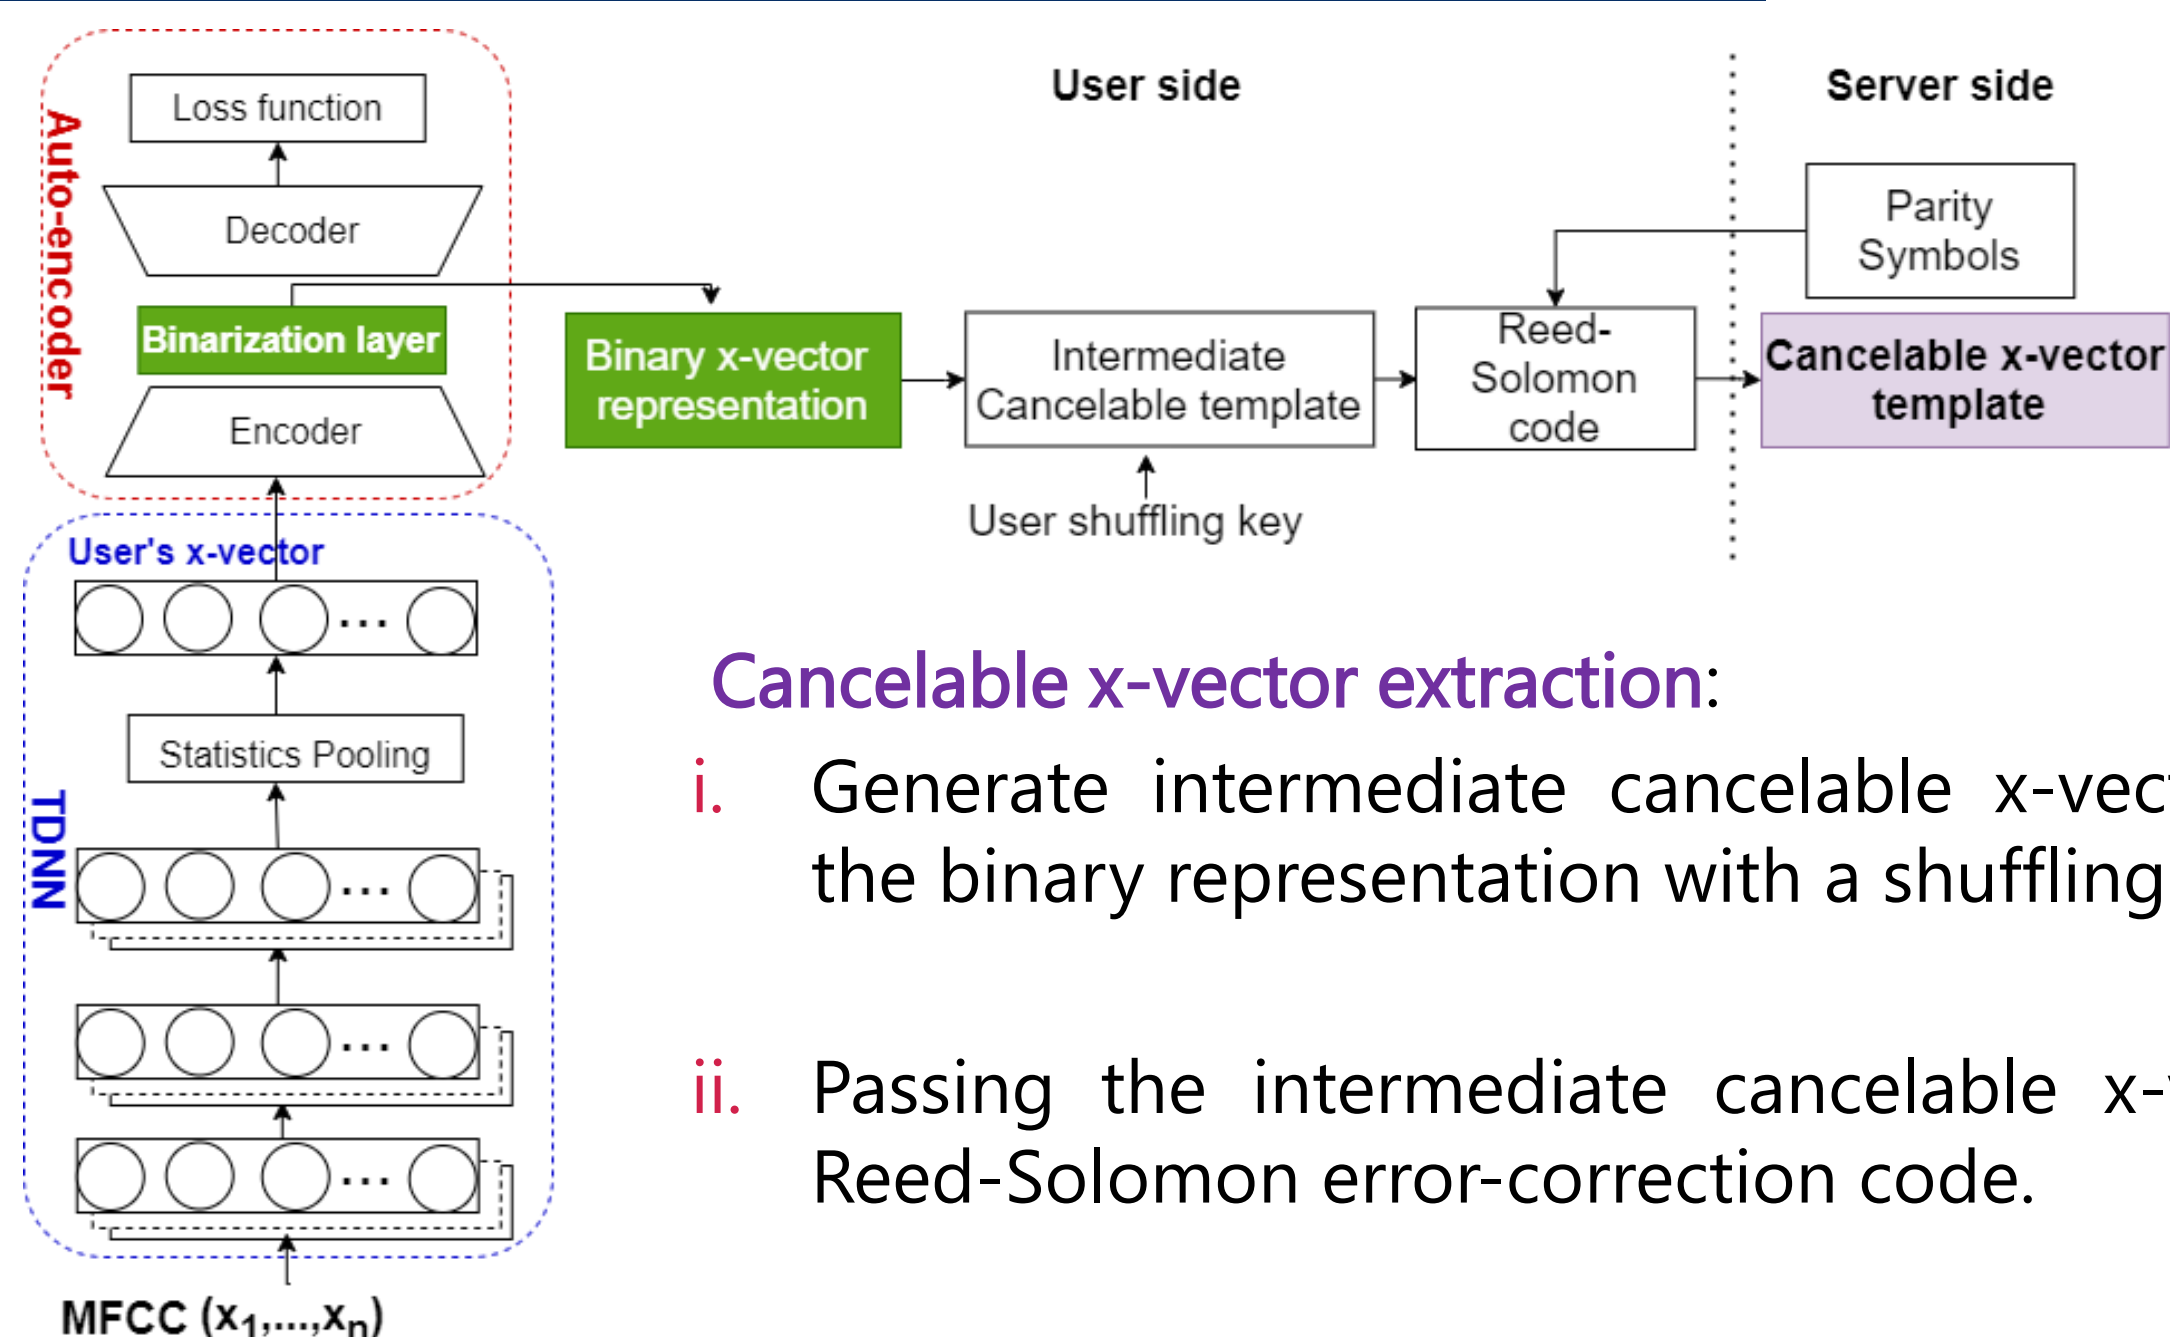 Auto-encoder
Loss function
Decoder
Binarization layer
Encoder
User side
Server side
Parity
Symbols
Binary x-vector
representation
Intermediate
Cancelable template
Reed-
Solomon
code
Cancelable x-vector
template
User shuffling key
User's x-vector
...
Statistics Pooling
TDNN
...
...
...
MFCC (x₁,...,xₙ)
Cancelable x-vector extraction:
i. Generate intermediate cancelable x-vec
the binary representation with a shuffling
ii. Passing the intermediate cancelable x-
Reed-Solomon error-correction code.